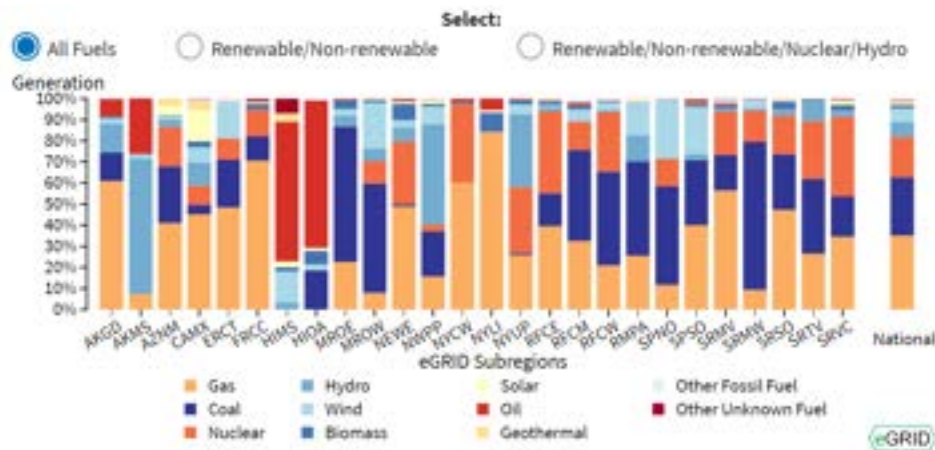 Select:
All Fuels Renewable/Non-renewable Renewable/Non-renewable/Nuclear/Hydro
Generation
100%
90%
80%
70%
60%
50%
40%
30%
20%
10%
0%
AKGD AKMS AZNM CAMX ERCT FRCC HIMS HIOA MROE MROW NEWE NWPP NYCW NYLI NYUP RFCE RFCM RFCW RMPA SPNO SPSO SRMV SRMW SRSO SRTV SRVC National
eGRID Subregions
Gas Hydro Solar Other Fossil Fuel
Coal Wind Oil Other Unknown Fuel
Nuclear Biomass Geothermal
eGRID